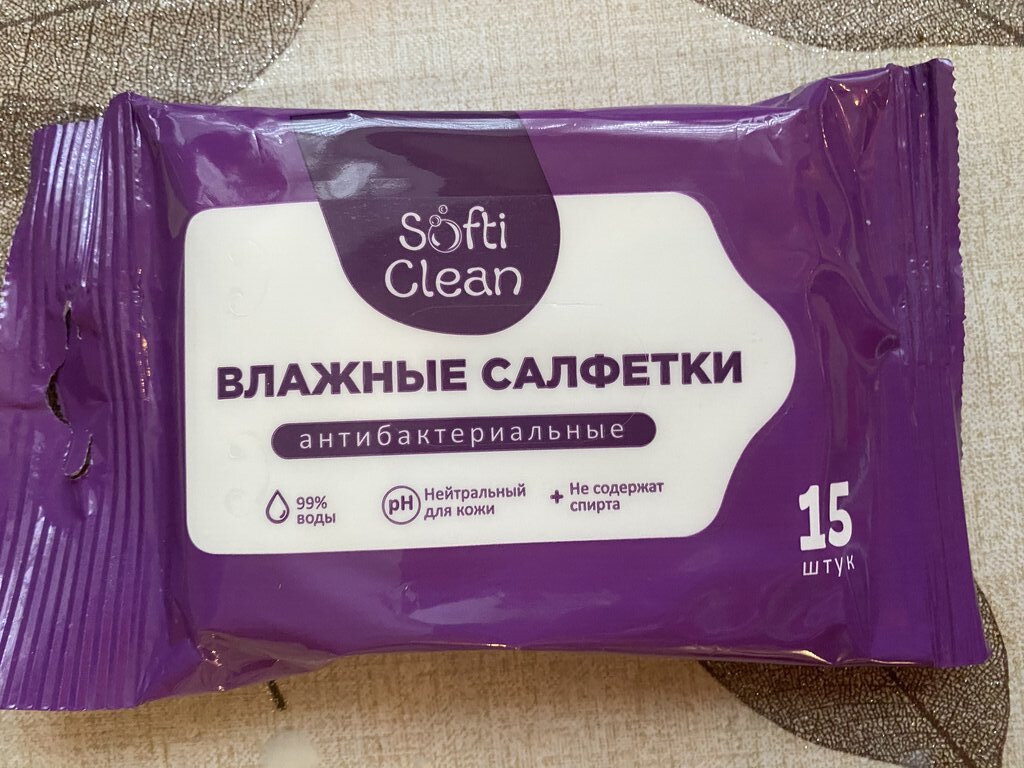 Softi
Clean
ВЛАЖНЫЕ САЛФЕТКИ
антибактериальные
99%
воды
pH
Нейтральный
для кожи
+ Не содержат
спирта
15
штук